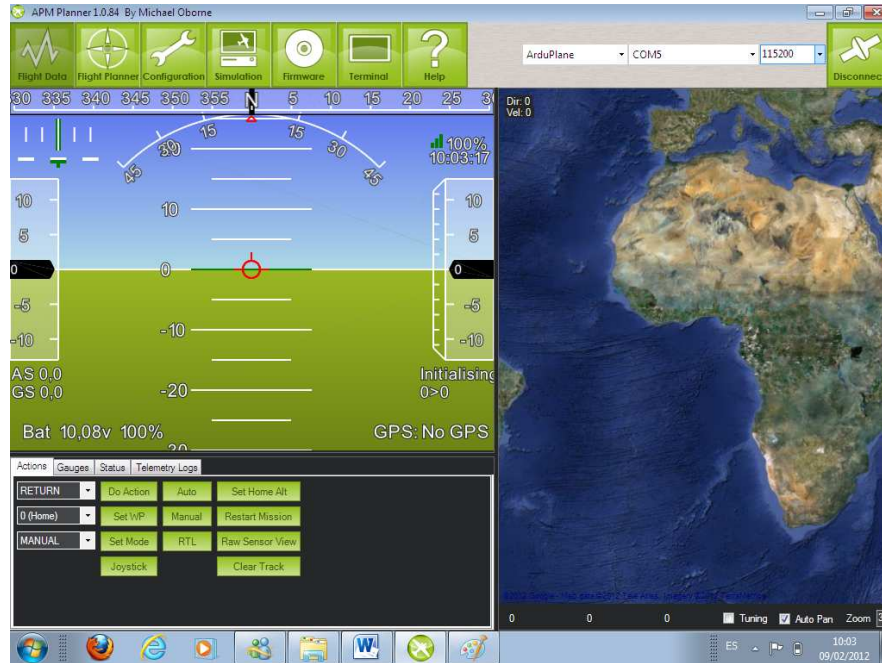 APM Planner 1.0.84 By Michael Oborne
Flight Data Flight Planner Configuration Simulation Firmware Terminal Help
ArduPlane COM5 115200 Disconnec
30 335 340 345 350 355 N 5 10 15 20 25 3
Dir: 0
Vel: 0
45 30 15 15 30 45
100%
10:03:17
10 10 10
5 5
0 0 0
-5 -5
-10 -10 -10
AS 0,0
GS 0,0
-20
Initialising
0>0
Bat 10,08v 100% GPS: No GPS
Actions Gauges Status Telemetry Logs
RETURN Do Action Auto Set Home Alt
0 (Home) Set WP Manual Restart Mission
MANUAL Set Mode RTL Raw Sensor View
Joystick Clear Track
0 0 0 Tuning Auto Pan Zoom 3
ES 10:03
09/02/2012